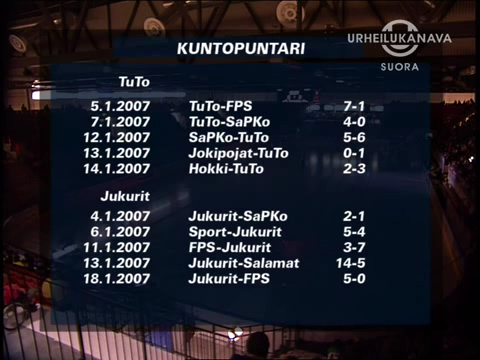 KUNTOPUNTARI
URHEILUKANAVA
SUORA
TuTo
5.1.2007 TuTo-FPS 7-1
7.1.2007 TuTo-SaPKo 4-0
12.1.2007 SaPKo-TuTo 5-6
13.1.2007 Jokipojat-TuTo 0-1
14.1.2007 Hokki-TuTo 2-3
Jukurit
4.1.2007 Jukurit-SaPKo 2-1
6.1.2007 Sport-Jukurit 5-4
11.1.2007 FPS-Jukurit 3-7
13.1.2007 Jukurit-Salamat 14-5
18.1.2007 Jukurit-FPS 5-0